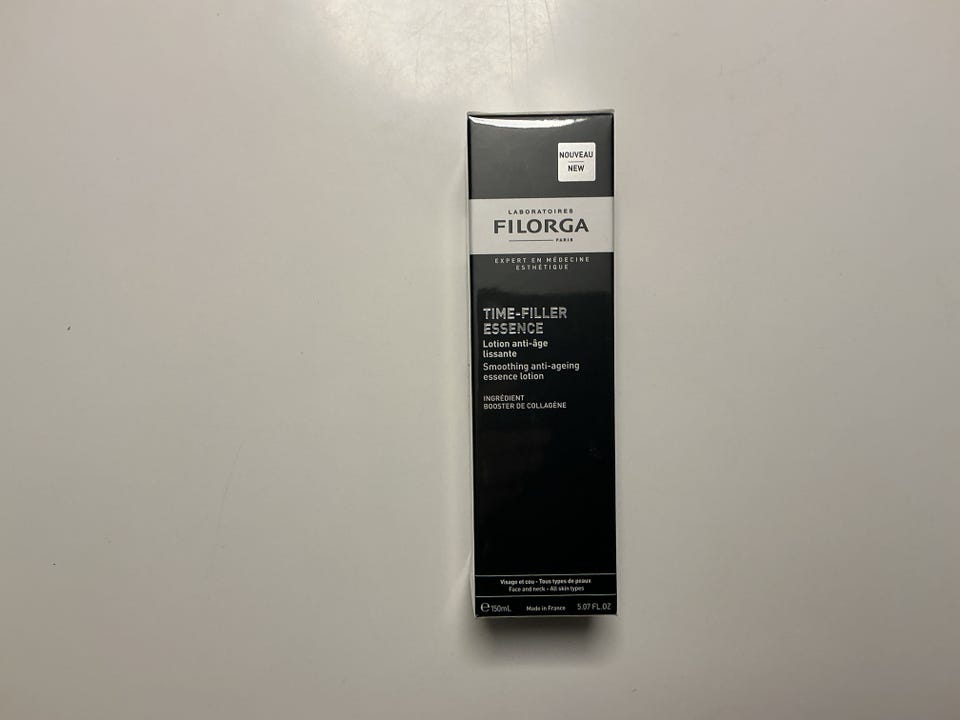 NOUVEAU
NEW
LABORATOIRES
FILORGA
PARIS
EXPERT EN MÉDECINE
ESTHÉTIQUE
TIME-FILLER
ESSENCE
Lotion anti-âge
lissante
Smoothing anti-ageing
essence lotion
INGRÉDIENT
BOOSTER DE COLLAGÈNE
Visage et cou - Tous types de peaux
Face and neck - All skin types
e 150mL Made in France 5.07 FL.OZ